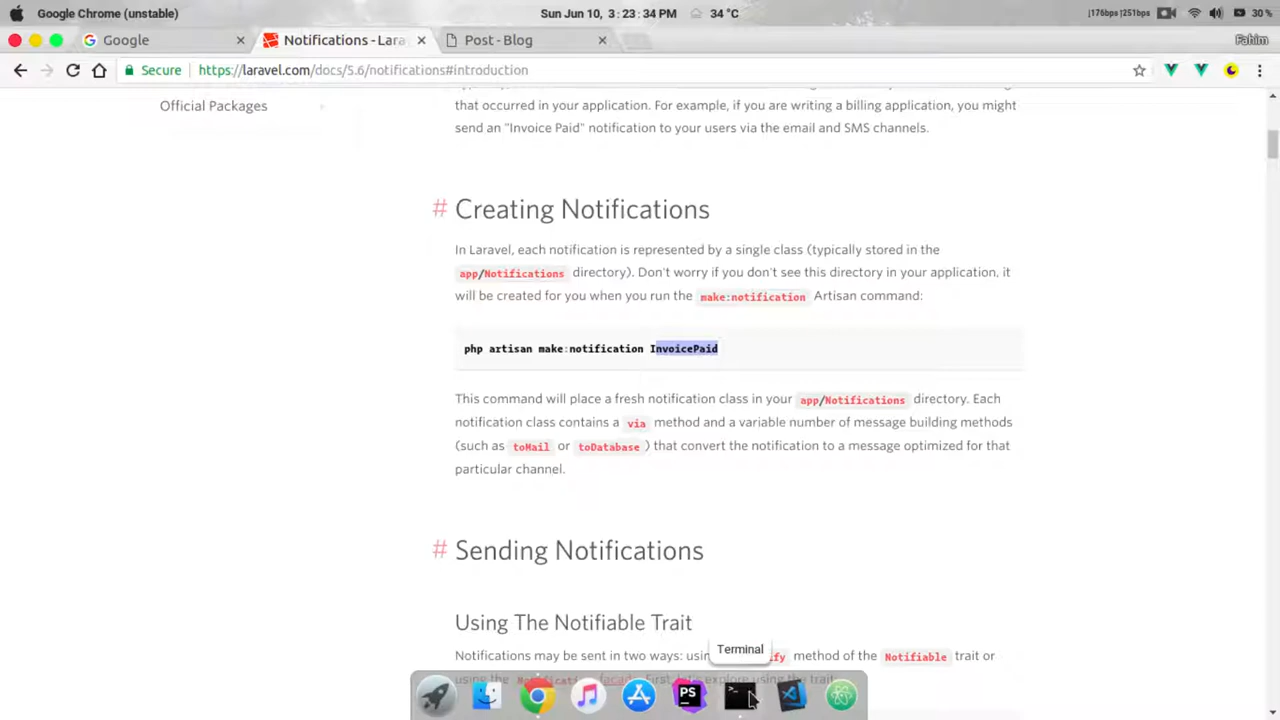 Google Chrome (unstable)
Sun Jun 10, 3:23:34 PM
34 °C
176bps 251bps
30 %
Google
Notifications - Lara
Post - Blog
Fahim
Secure
https://laravel.com/docs/5.6/notifications#introduction
Official Packages
that occurred in your application. For example, if you are writing a billing application, you might
send an "Invoice Paid" notification to your users via the email and SMS channels.
# Creating Notifications
In Laravel, each notification is represented by a single class (typically stored in the
app/Notifications directory). Don't worry if you don't see this directory in your application, it
will be created for you when you run the make:notification Artisan command:
php artisan make:notification InvoicePaid
This command will place a fresh notification class in your app/Notifications directory. Each
notification class contains a via method and a variable number of message building methods
(such as toMail or toDatabase) that convert the notification to a message optimized for that
particular channel.
# Sending Notifications
Using The Notifiable Trait
Terminal
Notifications may be sent in two ways: method of the Notifiable trait or
using the
PS